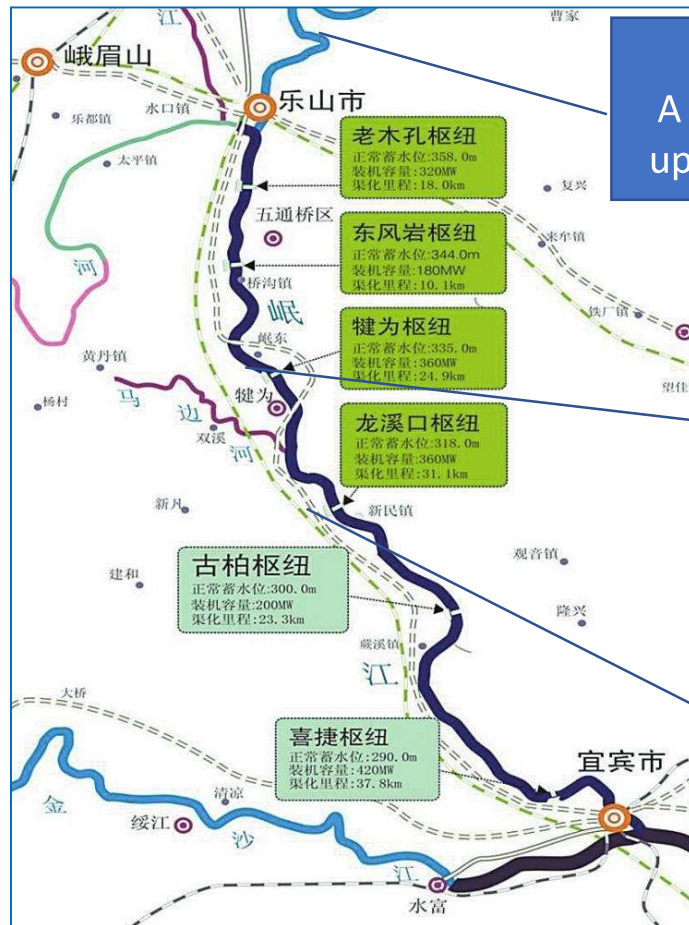 江
曹家
峨眉山
A
up
水口镇
乐山市
乐都镇
太平镇
老木孔枢纽
正常蓄水位:358.0m
装机容量:320MW
渠化里程:18.0km
复兴
五通桥区
东风岩枢纽
正常蓄水位:344.0m
装机容量:180MW
渠化里程:10.1km
来牟镇
河
桥沟镇
岷
铁厂镇
岷东
犍为枢纽
正常蓄水位:335.0m
装机容量:360MW
渠化里程:24.9km
黄丹镇
望佳
杨村
马
边
河
犍为
双溪
龙溪口枢纽
正常蓄水位:318.0m
装机容量:360MW
渠化里程:31.1km
新凡
新民镇
观音镇
古柏枢纽
正常蓄水位:300.0m
装机容量:200MW
渠化里程:23.3km
建和
隆兴
蕨溪镇
江
大桥
喜捷枢纽
正常蓄水位:290.0m
装机容量:420MW
渠化里程:37.8km
宜宾市
清凉
金
绥江
沙
江
水富